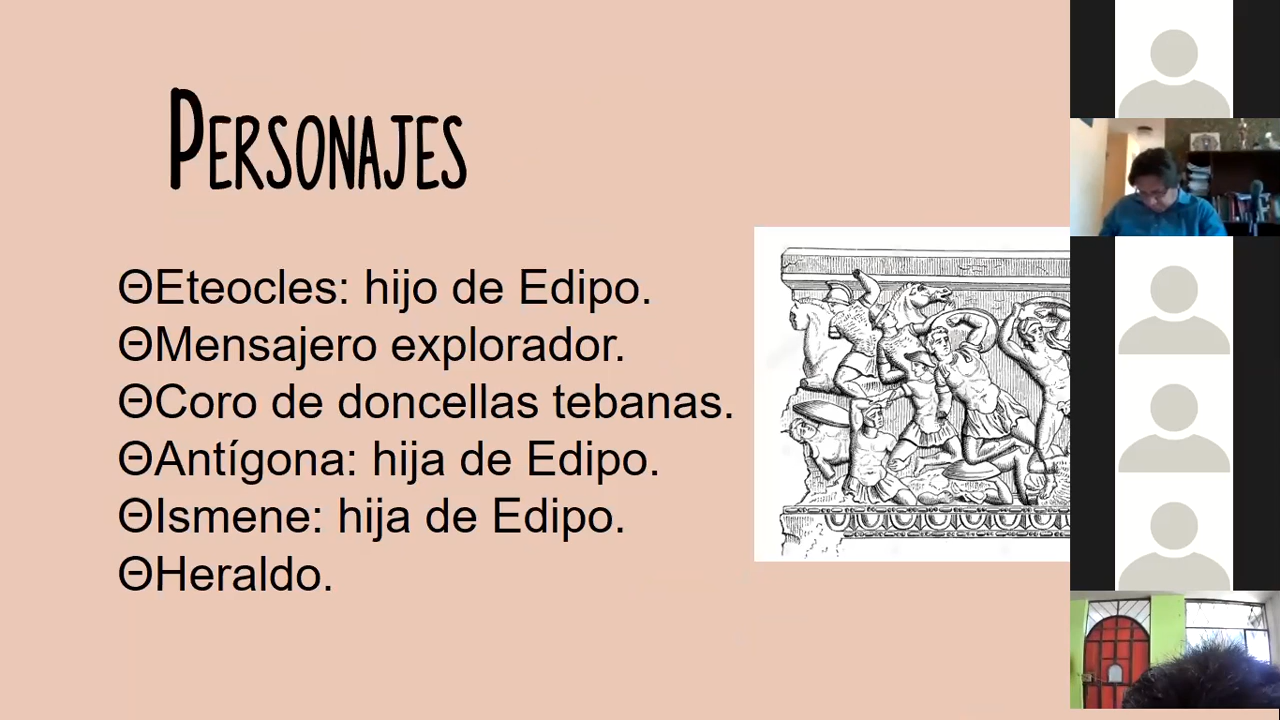 PERSONAJES
ΘEteocles: hijo de Edipo.
ΘMensajero explorador.
ΘCoro de doncellas tebanas.
ΘAntígona: hija de Edipo.
ΘIsmene: hija de Edipo.
ΘHeraldo.